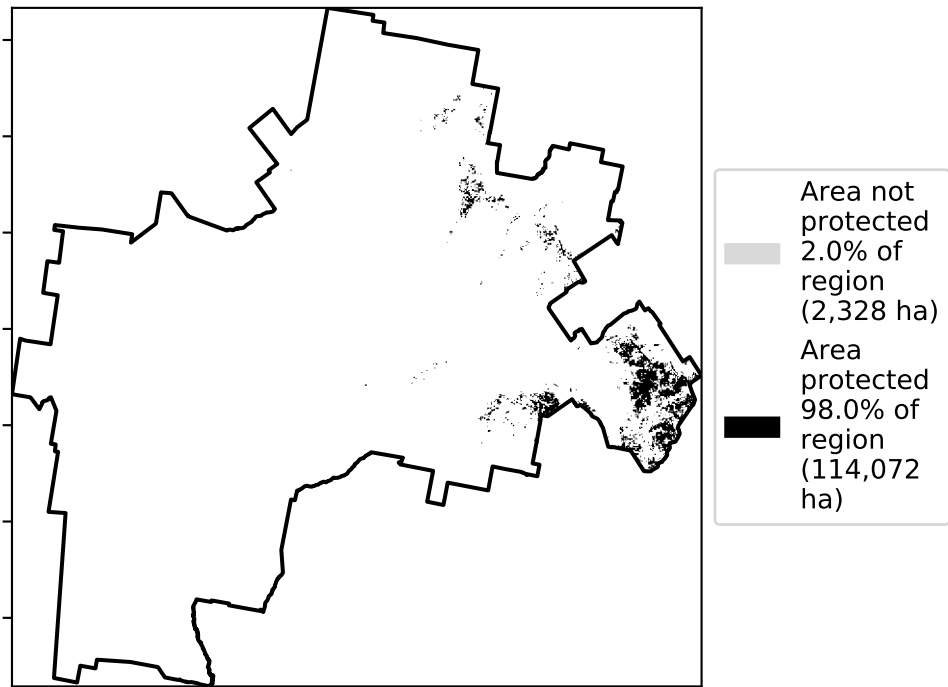 Area not
protected
2.0% of
region
(2,328 ha)
Area
protected
98.0% of
region
(114,072
ha)